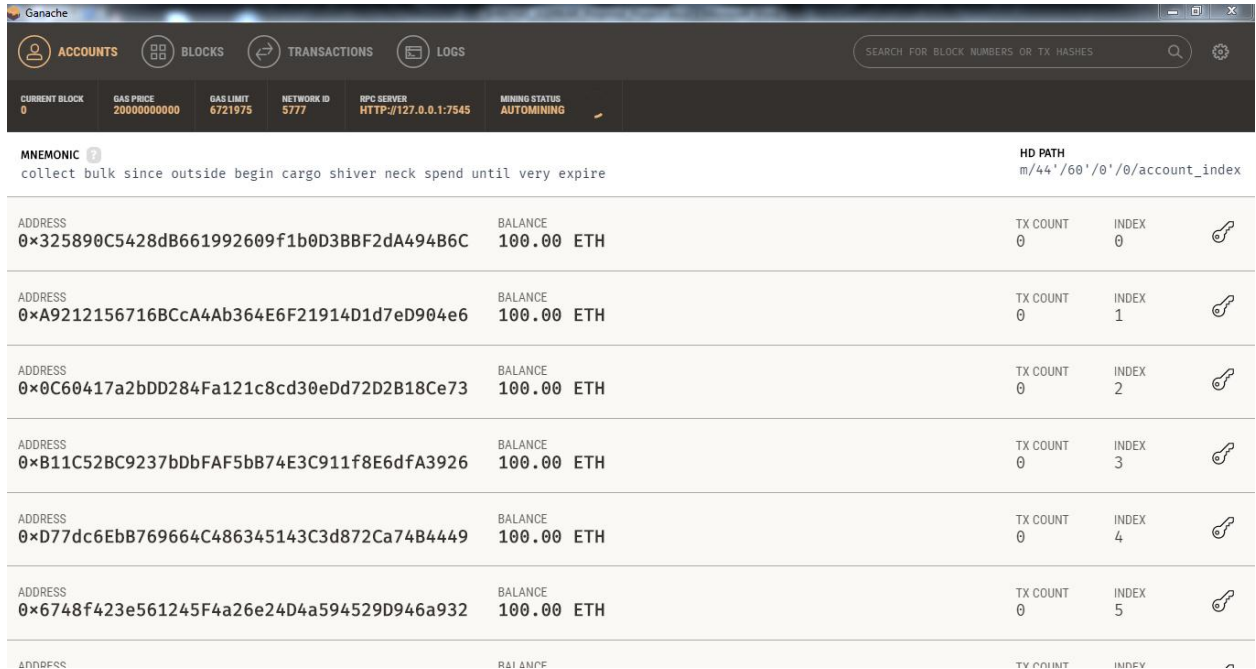 Ganache
ACCOUNTS BLOCKS TRANSACTIONS LOGS SEARCH FOR BLOCK NUMBERS OR TX HASHES
CURRENT BLOCK GAS PRICE GAS LIMIT NETWORK ID RPC SERVER MINING STATUS
0 20000000000 6721975 5777 HTTP://127.0.0.1:7545 AUTOMINING
MNEMONIC ? HD PATH
collect bulk since outside begin cargo shiver neck spend until very expire m/44'/60'/0'/0/account_index
ADDRESS BALANCE TX COUNT INDEX
0×325890C5428dB661992609f1b0D3BBF2dA494B6C 100.00 ETH 0 0
ADDRESS BALANCE TX COUNT INDEX
0×A9212156716BCcA4Ab364E6F21914D1d7eD904e6 100.00 ETH 0 1
ADDRESS BALANCE TX COUNT INDEX
0×0C60417a2bDD284Fa121c8cd30eDd72D2B18Ce73 100.00 ETH 0 2
ADDRESS BALANCE TX COUNT INDEX
0×B11C52BC9237bDbFAF5bB74E3C911f8E6dfA3926 100.00 ETH 0 3
ADDRESS BALANCE TX COUNT INDEX
0×D77dc6EbB769664C486345143C3d872Ca74B4449 100.00 ETH 0 4
ADDRESS BALANCE TX COUNT INDEX
0×6748f423e561245F4a26e24D4a594529D946a932 100.00 ETH 0 5
ADDRESS BALANCE TX COUNT INDEX